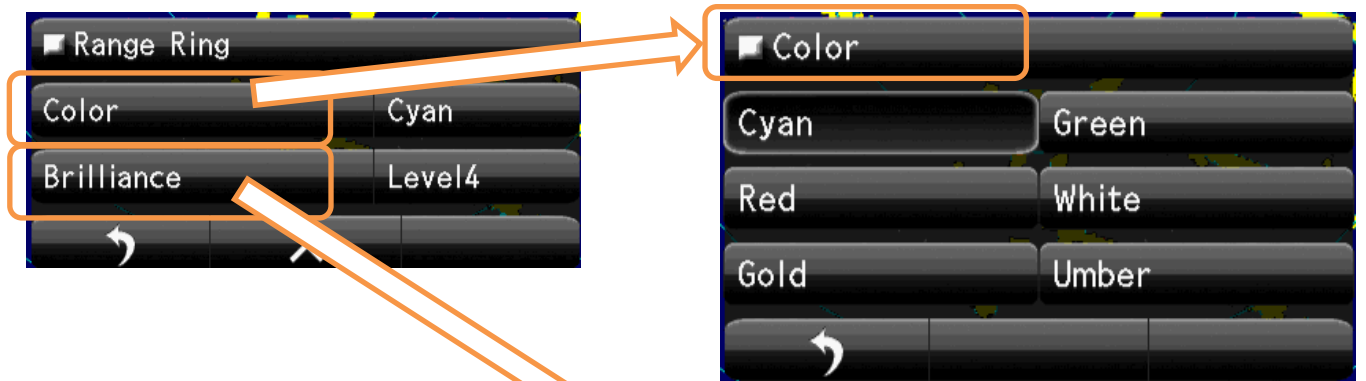 Range Ring
Color Cyan
Brilliance Level4
Color
Cyan Green
Red White
Gold Umber